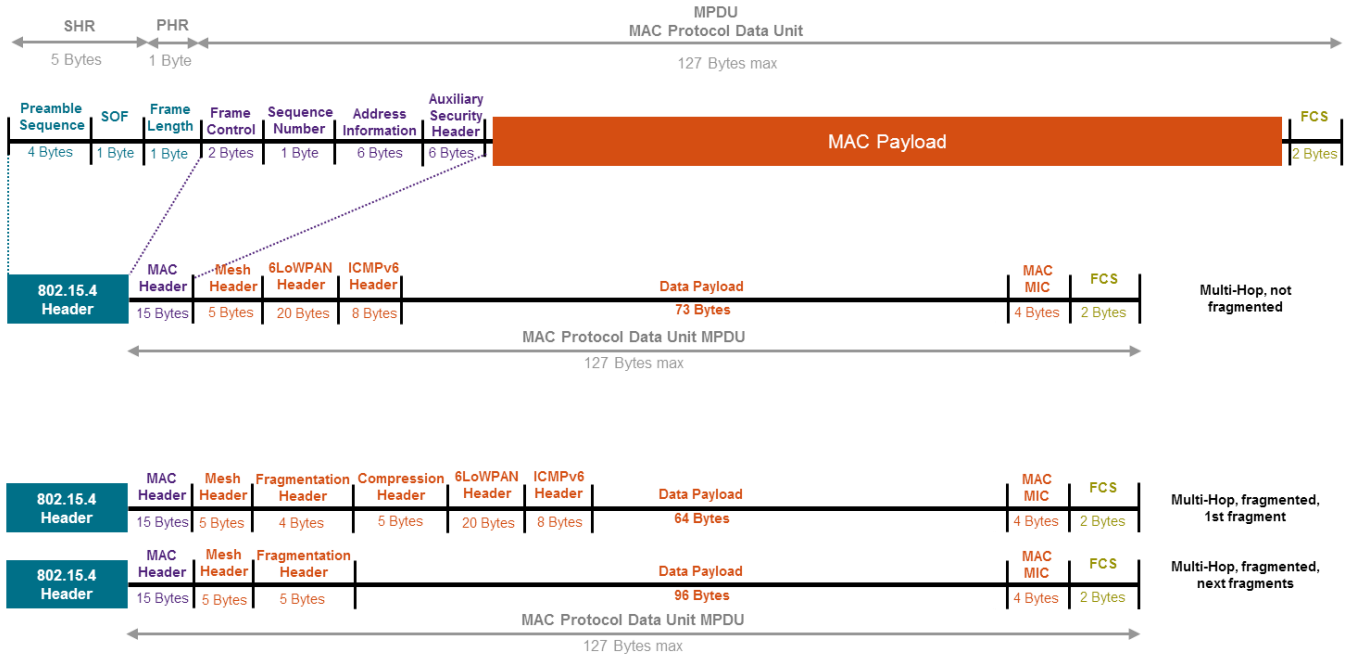 MPDU
SHR
PHR
MAC Protocol Data Unit
5 Bytes
1 Byte
127 Bytes max
Preamble
Sequence
SOF
Frame
Length
Frame
Control
Sequence
Number
Address
Information
Auxiliary
Security
Header
MAC Payload
FCS
4 Bytes
1 Byte
1 Byte
2 Bytes
1 Byte
6 Bytes
6 Bytes
2 Bytes
802.15.4
Header
MAC
Header
Mesh
Header
6LoWPAN
Header
ICMPv6
Header
Data Payload
MAC
MIC
FCS
15 Bytes
5 Bytes
20 Bytes
8 Bytes
73 Bytes
4 Bytes
2 Bytes
Multi-Hop, not
fragmented
MAC Protocol Data Unit MPDU
127 Bytes max
802.15.4
Header
MAC
Header
Mesh
Header
Fragmentation
Header
Compression
Header
6LoWPAN
Header
ICMPv6
Header
Data Payload
MAC
MIC
FCS
15 Bytes
5 Bytes
4 Bytes
5 Bytes
20 Bytes
8 Bytes
64 Bytes
4 Bytes
2 Bytes
Multi-Hop, fragmented,
1st fragment
802.15.4
Header
MAC
Header
Mesh
Header
Fragmentation
Header
Data Payload
MAC
MIC
FCS
15 Bytes
5 Bytes
5 Bytes
96 Bytes
4 Bytes
2 Bytes
Multi-Hop, fragmented,
next fragments
MAC Protocol Data Unit MPDU
127 Bytes max